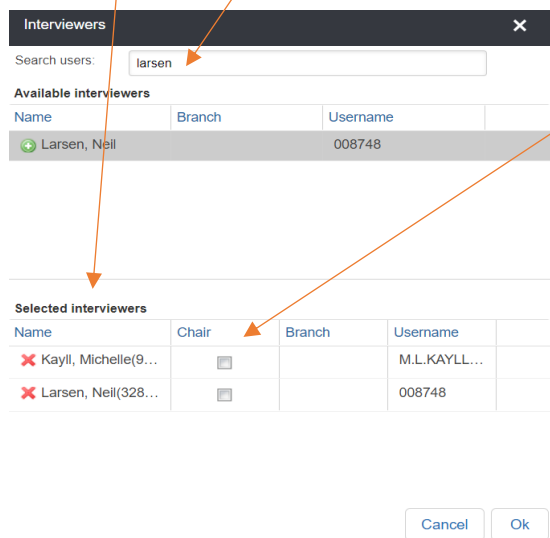 Interviewers
Search users: larsen
Available interviewers
Name Branch Username
Larsen, Neil 008748
Selected interviewers
Name Chair Branch Username
Kayll, Michelle(9... M.L.KAYLL...
Larsen, Neil(328... 008748
Cancel Ok